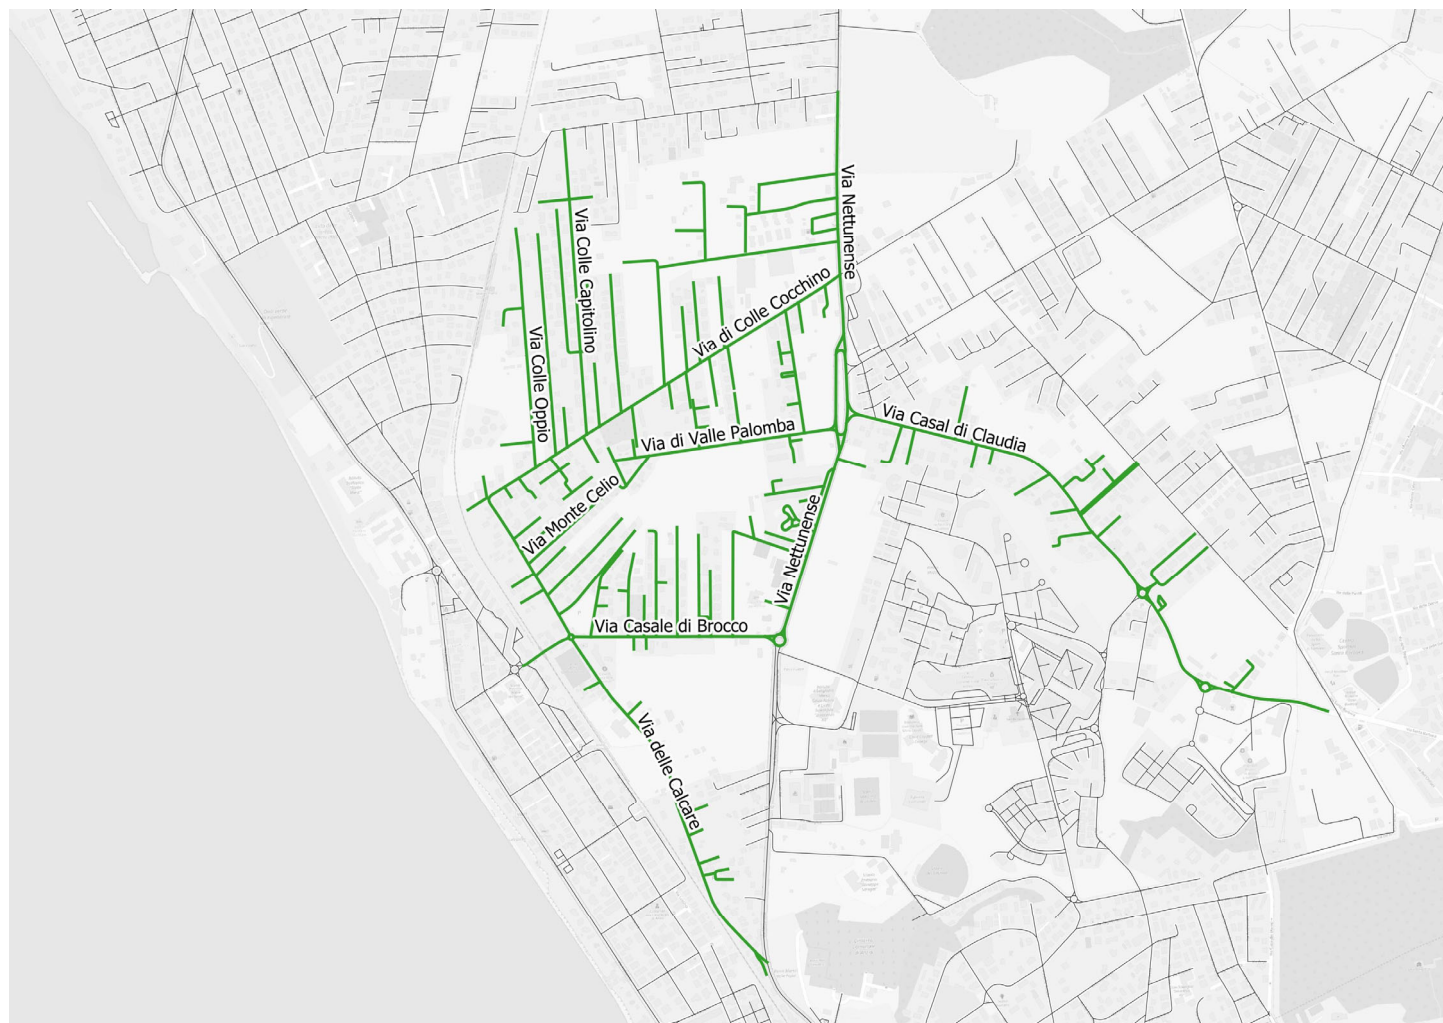 Via Nettunense
Via Colle Capitolino
Via di Colle Cocchino
Via Colle Oppio
Via Casal di Claudia
Via di Valle Palomba
Via Monte Celio
Via Nettunense
Via Casale di Brocco
Via delle Calcare